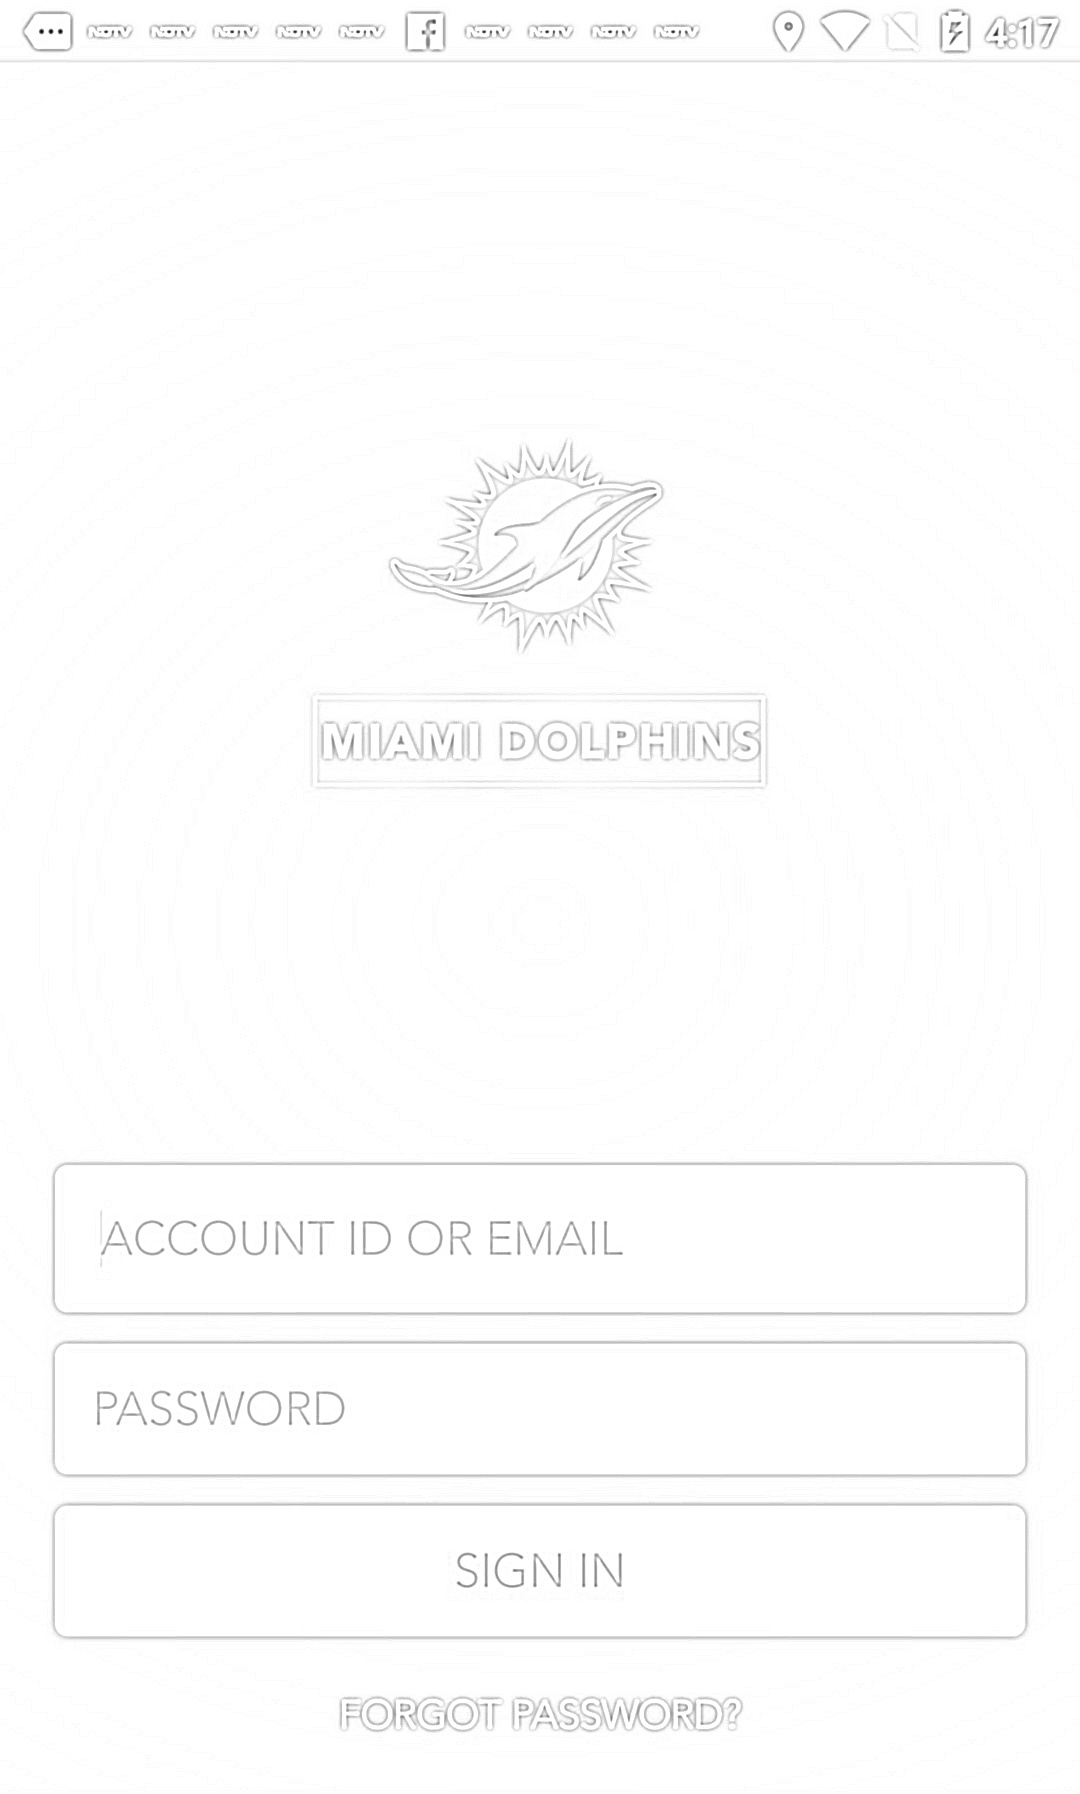 NDTV NDTV NDTV NDTV NDTV f NDTV NDTV NDTV NDTV 4:17
MIAMI DOLPHINS
ACCOUNT ID OR EMAIL
PASSWORD
SIGN IN
FORGOT PASSWORD?